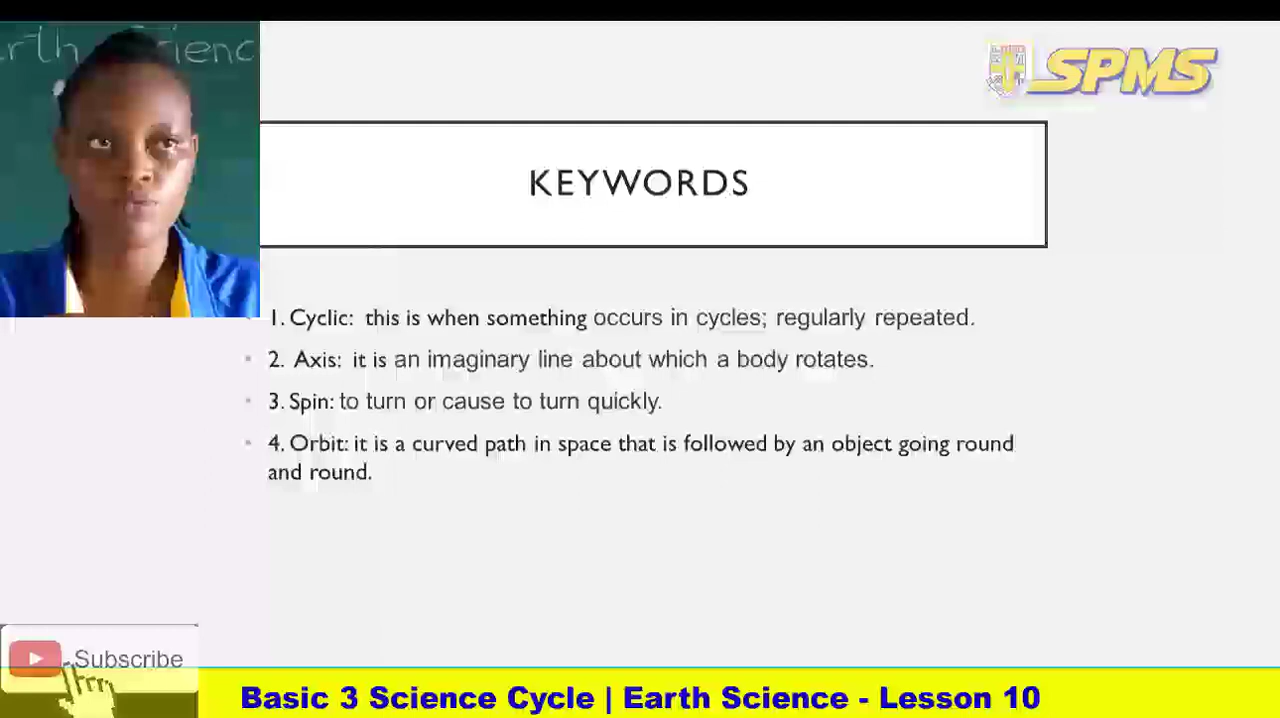 rth Scienc
SPMS
KEYWORDS
1. Cyclic: this is when something occurs in cycles; regularly repeated.
• 2. Axis: it is an imaginary line about which a body rotates.
• 3. Spin: to turn or cause to turn quickly.
• 4. Orbit: it is a curved path in space that is followed by an object going round
and round.
Subscribe
Basic 3 Science Cycle | Earth Science - Lesson 10